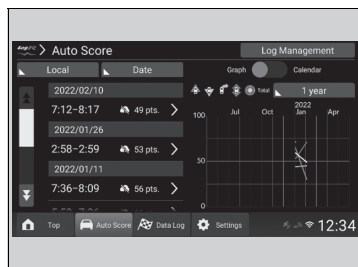 Log R > Auto Score
Log Management
Local
Date
Graph
Calendar
2022/02/10
7:12-8:17 49 pts.
2022/01/26
2:58-2:59 53 pts.
2022/01/11
7:36-8:09 56 pts.
Total
1 year
2022
Jul Oct Jan Apr
100
50
0
Top
Auto Score
Data Log
Settings
12:34